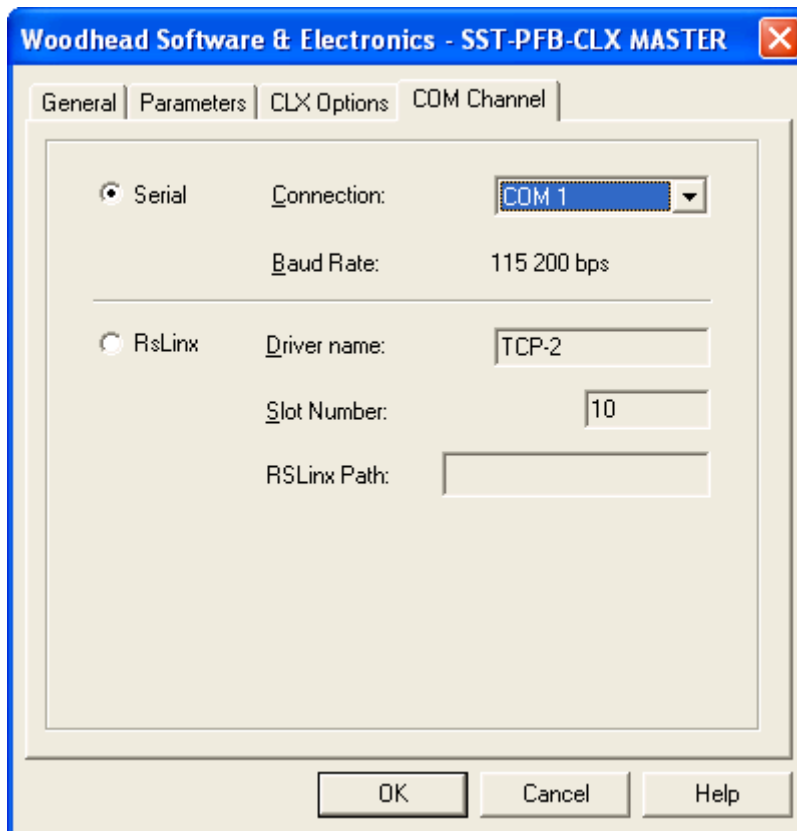 Woodhead Software & Electronics - SST-PFB-CLX MASTER
General Parameters CLX Options COM Channel
Serial Connection: COM 1
Baud Rate: 115 200 bps
RsLinx Driver name: TCP-2
Slot Number: 10
RSLinx Path:
OK Cancel Help